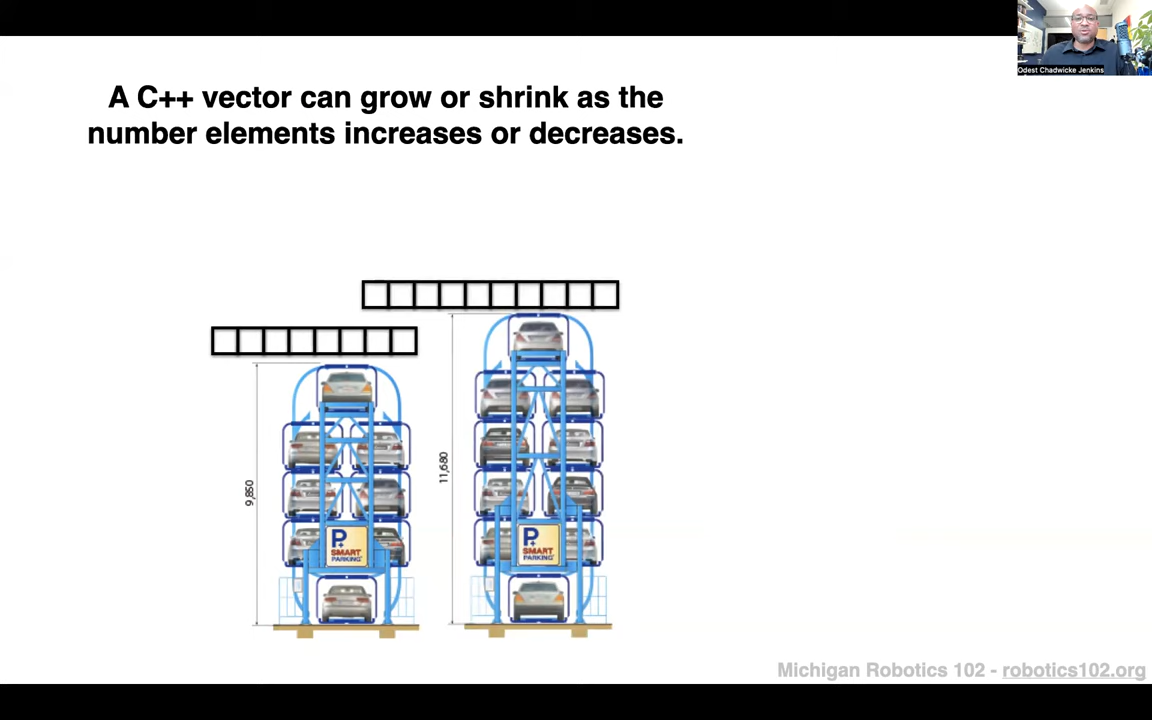 Odest Chadwicke Jenkins
A C++ vector can grow or shrink as the
number elements increases or decreases.
9,850
11,680
P+
SMART
PARKING
P+
SMART
PARKING
Michigan Robotics 102 - robotics102.org